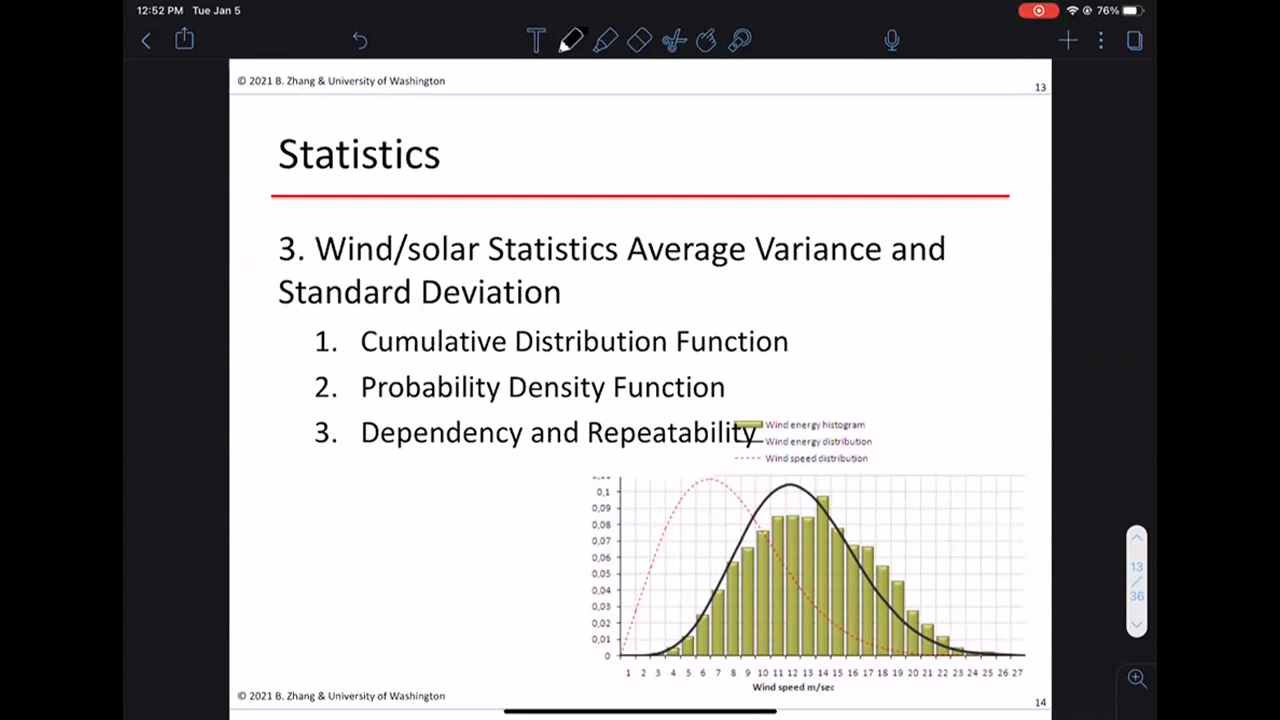 12:52 PM Tue Jan 5
76%
© 2021 B. Zhang & University of Washington
13
Statistics
3. Wind/solar Statistics Average Variance and
Standard Deviation
1. Cumulative Distribution Function
2. Probability Density Function
3. Dependency and Repeatability
Wind energy histogram
Wind energy distribution
Wind speed distribution
0,1
0,09
0,08
0,07
0,06
0,05
0,04
0,03
0,02
0,01
0
1 2 3 4 5 6 7 8 9 10 11 12 13 14 15 16 17 18 19 20 21 22 23 24 25 26 27
Wind speed m/sec
13
/
36
© 2021 B. Zhang & University of Washington
14